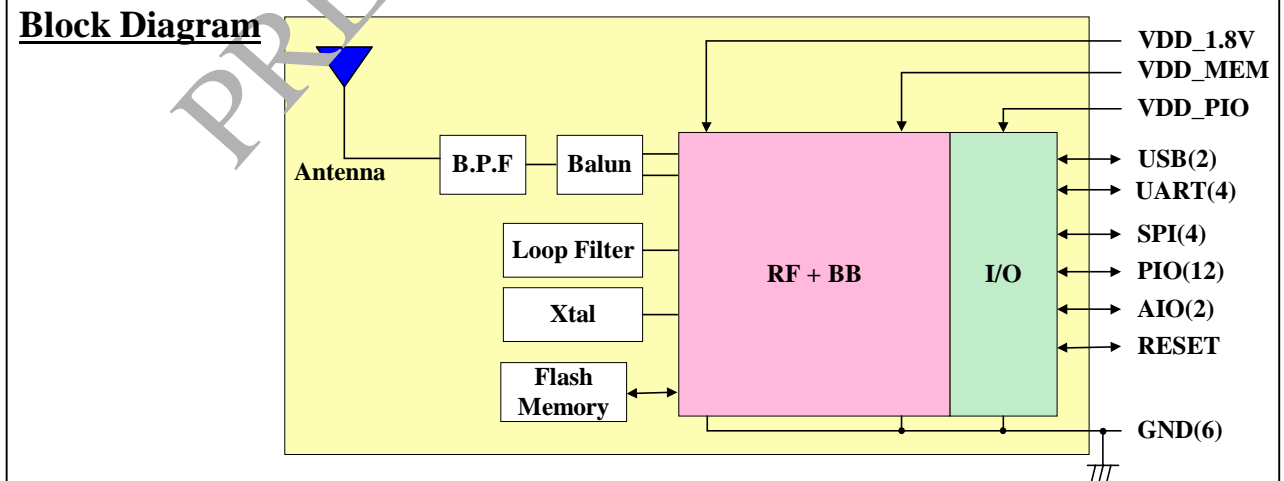 Block Diagram
PRE
VDD_1.8V
VDD_MEM
VDD_PIO
Antenna
B.P.F
Balun
USB(2)
UART(4)
Loop Filter
SPI(4)
RF + BB
I/O
PIO(12)
Xtal
AIO(2)
RESET
Flash
Memory
GND(6)